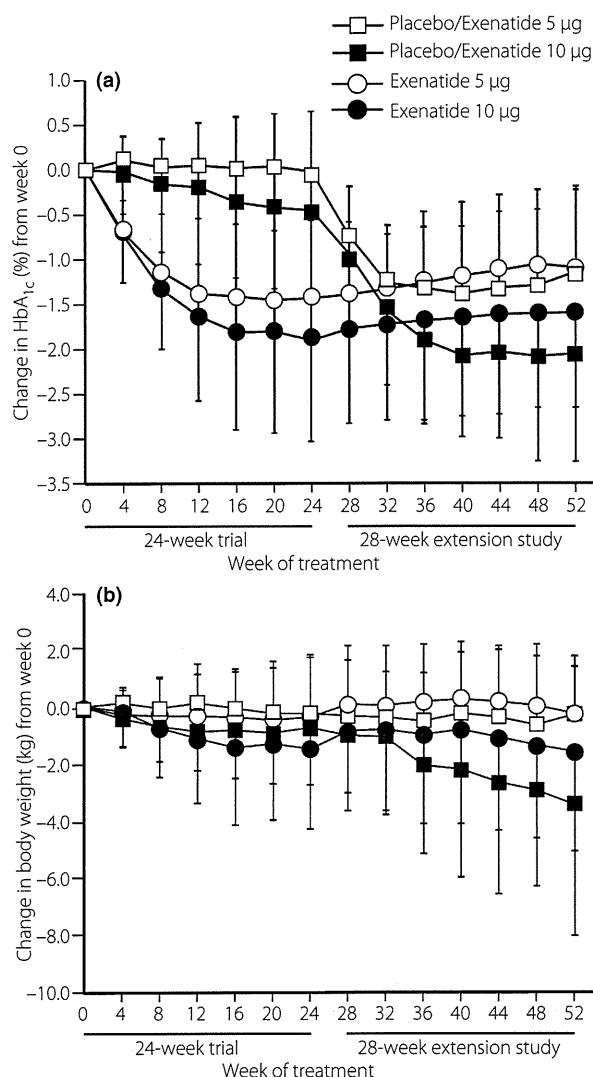 Placebo/Exenatide 5 µg
Placebo/Exenatide 10 µg
Exenatide 5 µg
Exenatide 10 µg
(a)
Change in HbA1c (%) from week 0
1.0
0.5
0.0
−0.5
−1.0
−1.5
−2.0
−2.5
−3.0
−3.5
0 4 8 12 16 20 24 28 32 36 40 44 48 52
24-week trial 28-week extension study
Week of treatment
(b)
Change in body weight (kg) from week 0
4.0
2.0
0.0
−2.0
−4.0
−6.0
−8.0
−10.0
0 4 8 12 16 20 24 28 32 36 40 44 48 52
24-week trial 28-week extension study
Week of treatment